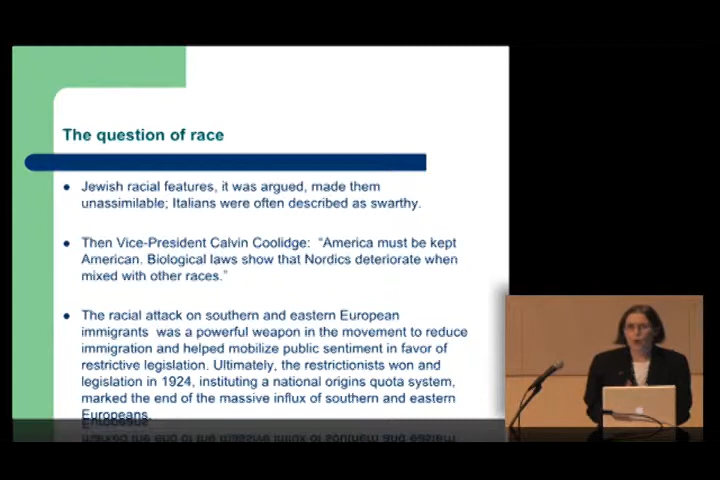 The question of race
Jewish racial features, it was argued, made them
unassimilable; Italians were often described as swarthy.
Then Vice-President Calvin Coolidge: “America must be kept
American. Biological laws show that Nordics deteriorate when
mixed with other races.”
The racial attack on southern and eastern European
immigrants was a powerful weapon in the movement to reduce
immigration and helped mobilize public sentiment in favor of
restrictive legislation. Ultimately, the restrictionists won and
legislation in 1924, instituting a national origins quota system,
marked the end of the massive influx of southern and eastern
Europeans.